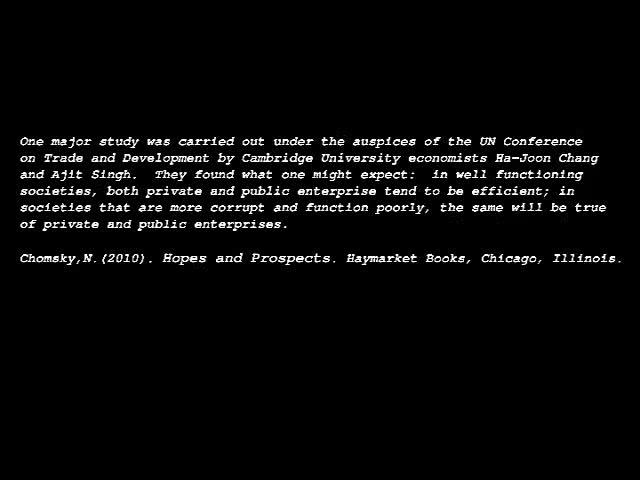 One major study was carried out under the auspices of the UN Conference
on Trade and Development by Cambridge University economists Ha-Joon Chang
and Ajit Singh.  They found what one might expect:  in well functioning
societies, both private and public enterprise tend to be efficient; in
societies that are more corrupt and function poorly, the same will be true
of private and public enterprises.
Chomsky,N.(2010). Hopes and Prospects. Haymarket Books, Chicago, Illinois.